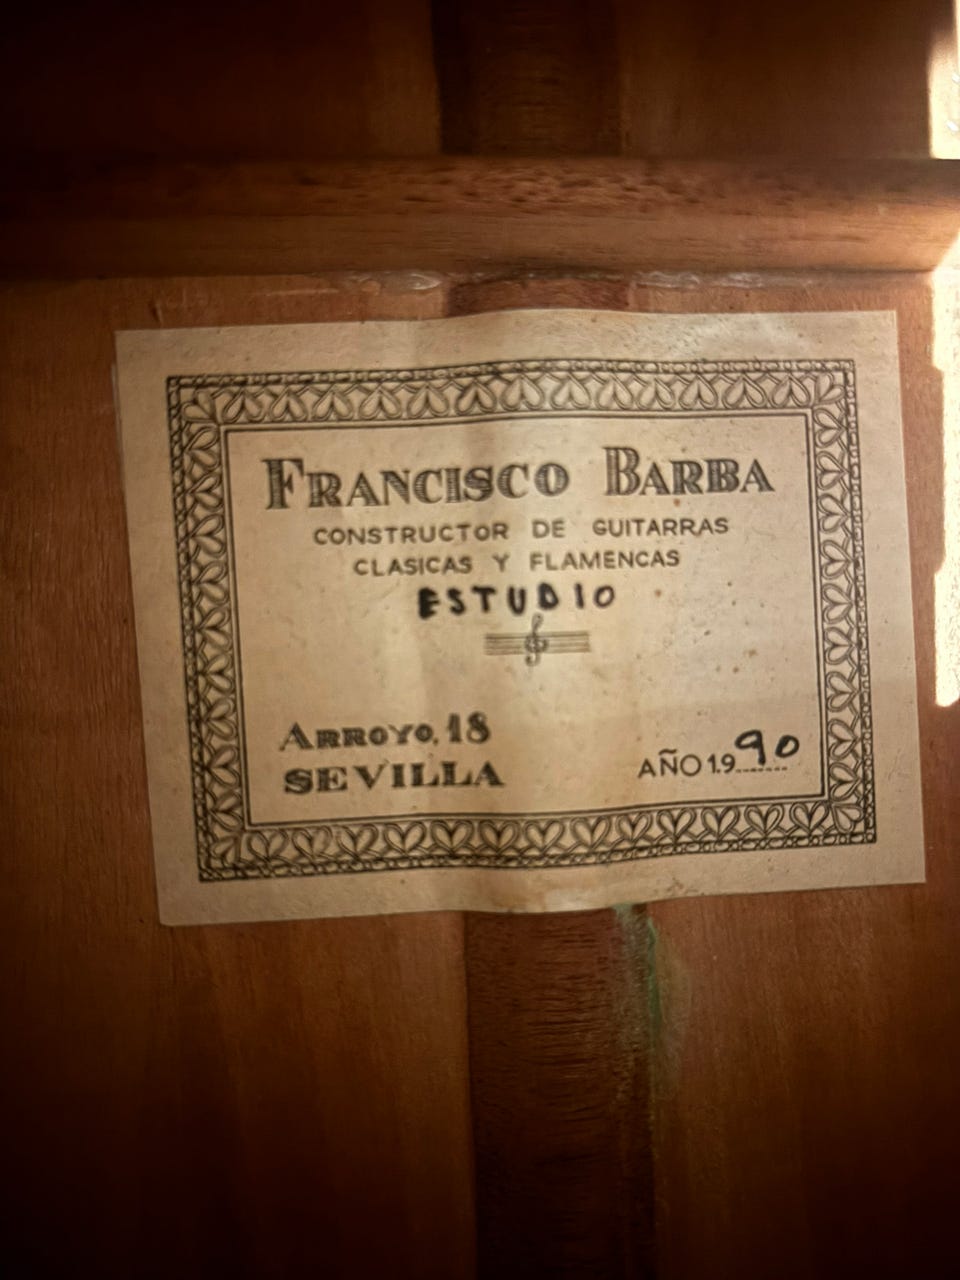 FRANCISCO BARBA
CONSTRUCTOR DE GUITARRAS
CLASICAS Y FLAMENCAS
ESTUDIO
ARROYO, 18
SEVILLA
AÑO 1.9 90